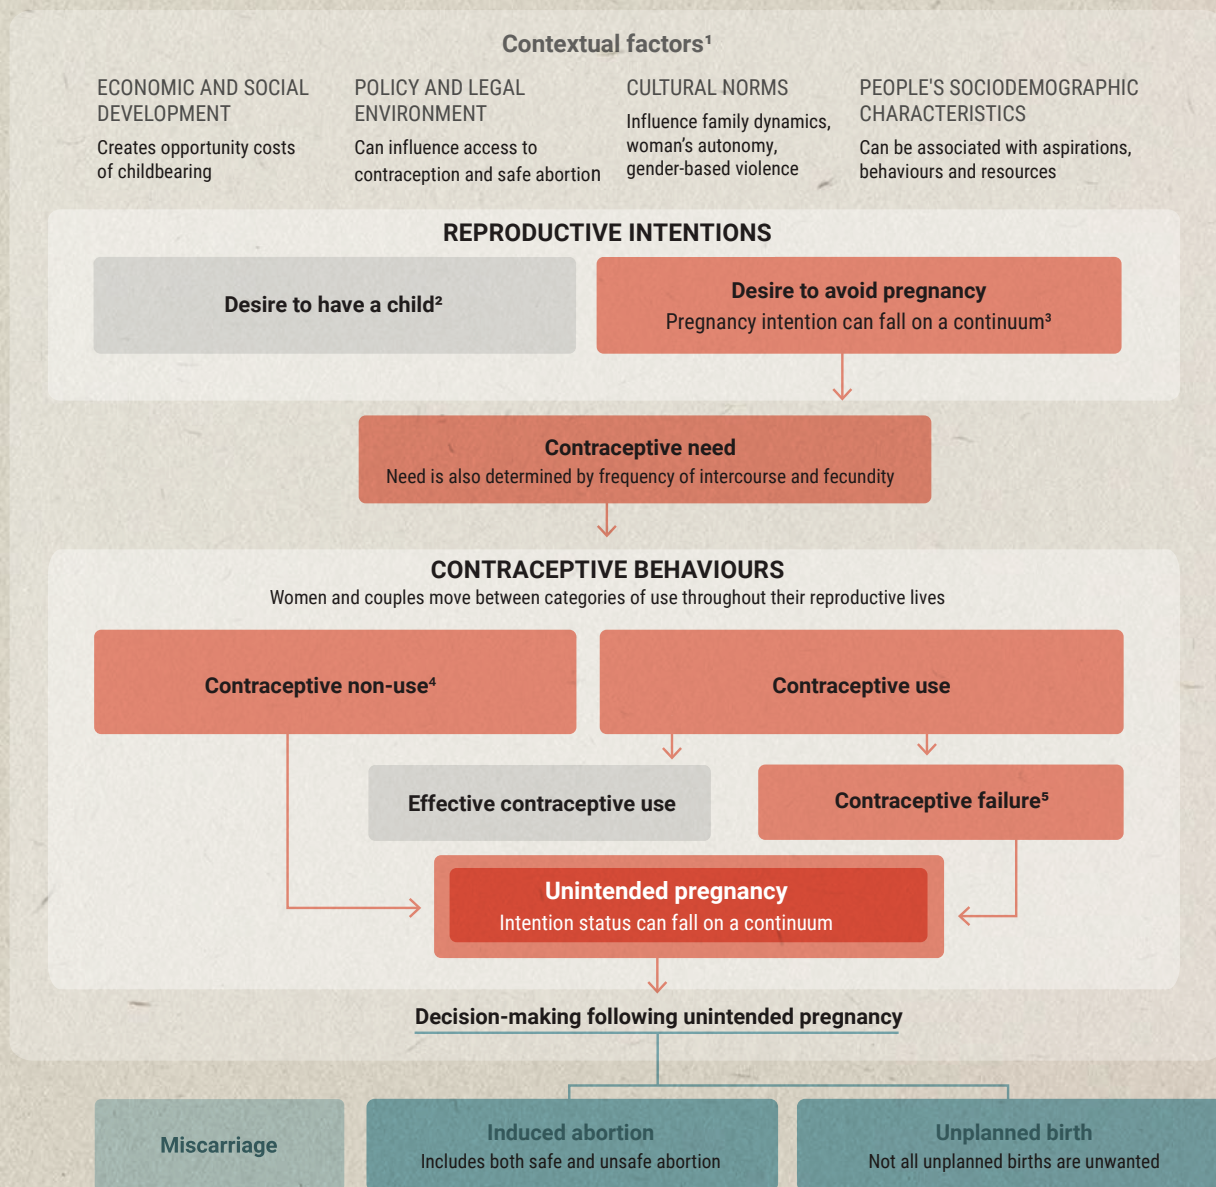 Contextual factors¹
ECONOMIC AND SOCIAL
DEVELOPMENT
Creates opportunity costs
of childbearing
POLICY AND LEGAL
ENVIRONMENT
Can influence access to
contraception and safe abortion
CULTURAL NORMS
Influence family dynamics,
woman’s autonomy,
gender-based violence
PEOPLE'S SOCIODEMOGRAPHIC
CHARACTERISTICS
Can be associated with aspirations,
behaviours and resources
REPRODUCTIVE INTENTIONS
Desire to have a child²
Desire to avoid pregnancy
Pregnancy intention can fall on a continuum³
Contraceptive need
Need is also determined by frequency of intercourse and fecundity
CONTRACEPTIVE BEHAVIOURS
Women and couples move between categories of use throughout their reproductive lives
Contraceptive non-use⁴
Contraceptive use
Effective contraceptive use
Contraceptive failure⁵
Unintended pregnancy
Intention status can fall on a continuum
Decision-making following unintended pregnancy
Miscarriage
Induced abortion
Includes both safe and unsafe abortion
Unplanned birth
Not all unplanned births are unwanted